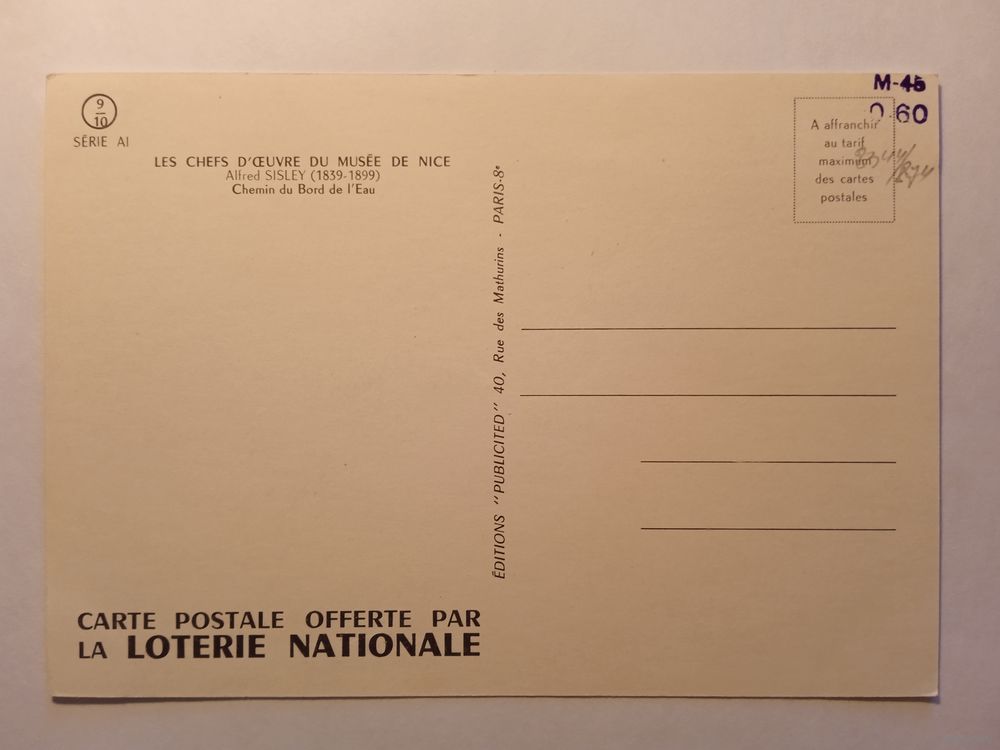 9
10
SÉRIE AI
LES CHEFS D'ŒUVRE DU MUSÉE DE NICE
Alfred SISLEY (1839-1899)
Chemin du Bord de l'Eau
ÉDITIONS "PUBLICITED" 40, Rue des Mathurins - PARIS-8e
M-45
0.60
A affranchir
au tarif
maximum
des cartes
postales
CARTE POSTALE OFFERTE PAR
LA LOTERIE NATIONALE